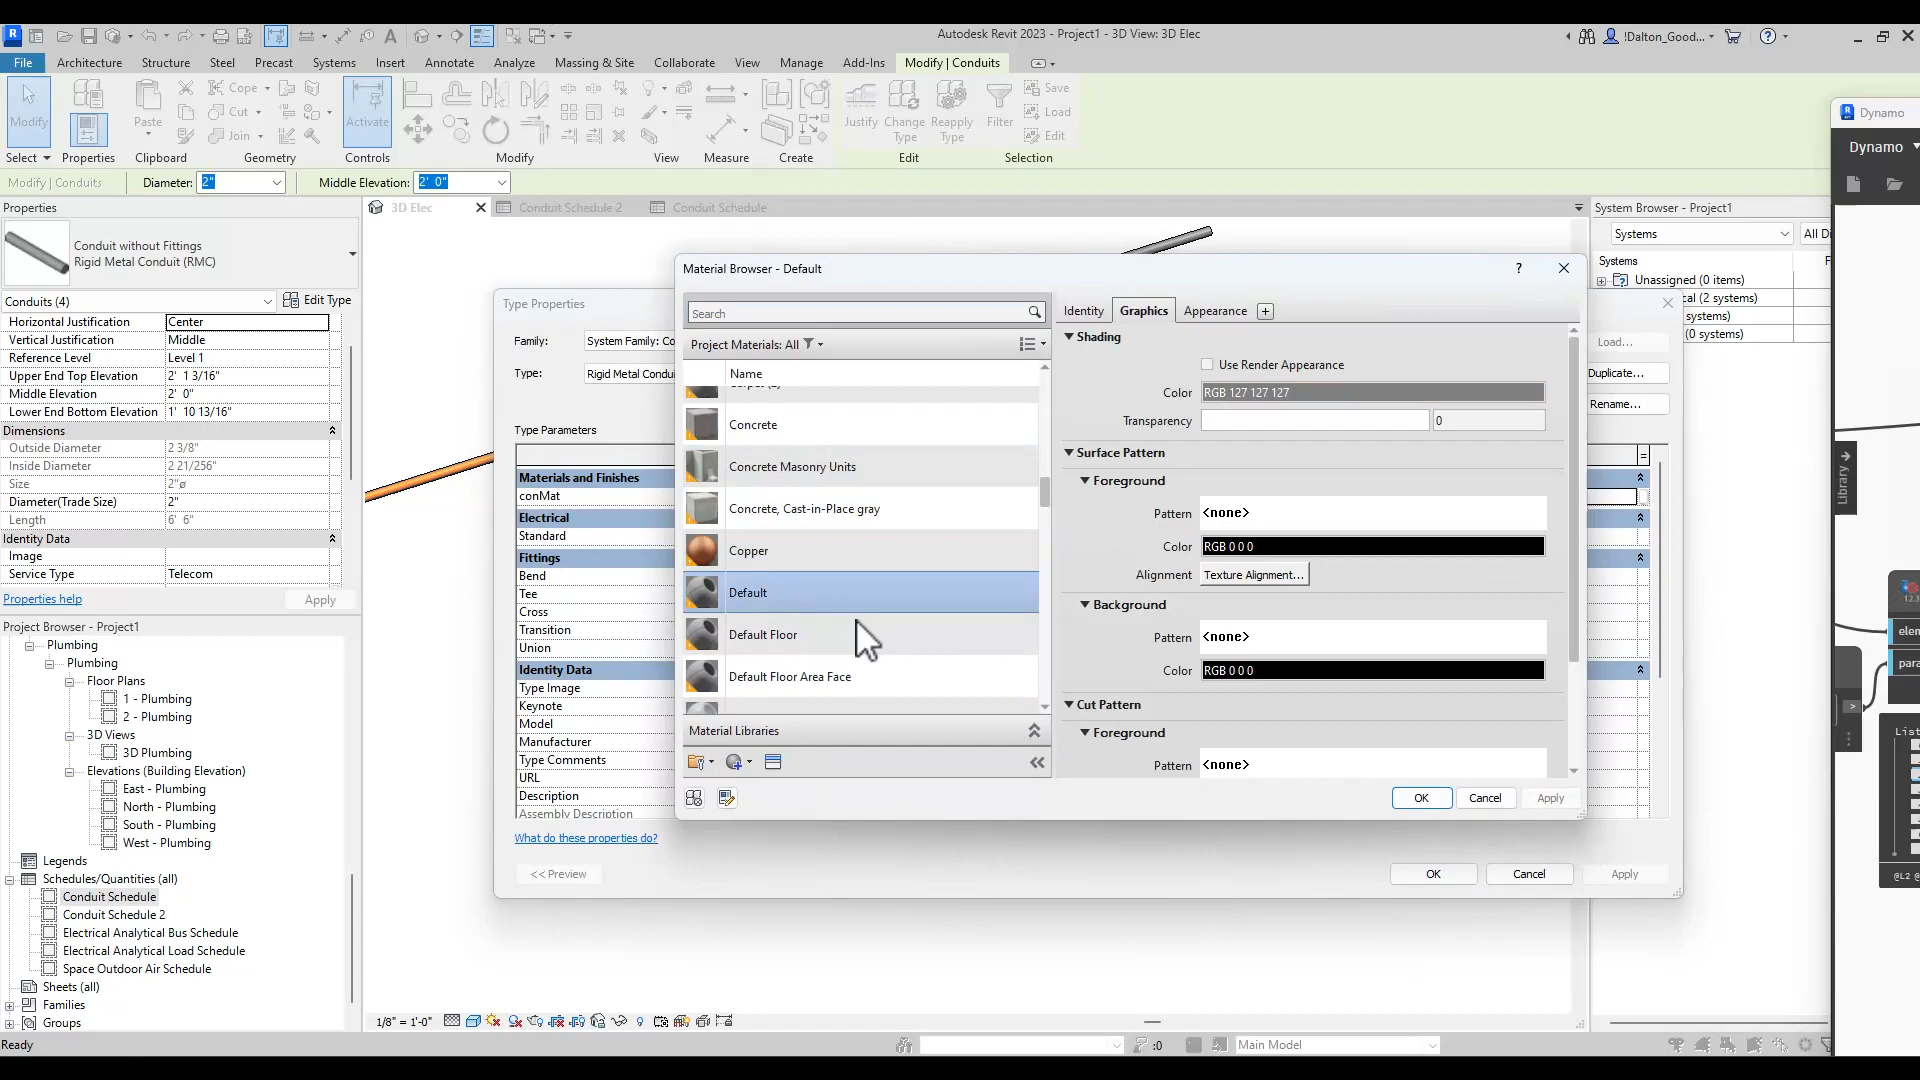 Autodesk Revit 2023 - Project1 - 3D View: 3D Elec
!Dalton_Good...
File Architecture Structure Steel Precast Systems Insert Annotate Analyze Massing & Site Collaborate View Manage Add-Ins Modify | Conduits
Modify
Paste
Cope
Cut
Join
Activate
Justify
Change Type
Reapply Type
Filter
Save
Load
Edit
Select Properties Clipboard Geometry Controls Modify View Measure Create Edit Selection
Modify | Conduits
Diameter: 2"
Middle Elevation: 2' 0"
Properties
Conduit without Fittings
Rigid Metal Conduit (RMC)
Conduits (4)
Edit Type
Horizontal Justification Center
Vertical Justification Middle
Reference Level Level 1
Upper End Top Elevation 2' 1 3/16"
Middle Elevation 2' 0"
Lower End Bottom Elevation 1' 10 13/16"
Dimensions
Outside Diameter 2 3/8"
Inside Diameter 2 21/256"
Size 2"ø
Diameter(Trade Size) 2"
Length 6' 6"
Identity Data
Image
Service Type Telecom
Properties help
Apply
Project Browser - Project1
Plumbing
Plumbing
Floor Plans
1 - Plumbing
2 - Plumbing
3D Views
3D Plumbing
Elevations (Building Elevation)
East - Plumbing
North - Plumbing
South - Plumbing
West - Plumbing
Legends
Schedules/Quantities (all)
Conduit Schedule
Conduit Schedule 2
Electrical Analytical Bus Schedule
Electrical Analytical Load Schedule
Space Outdoor Air Schedule
Sheets (all)
Families
Groups
Ready
3D Elec
Conduit Schedule 2
Conduit Schedule
Type Properties
Family: System Family: Co
Type: Rigid Metal Condui
Load...
Duplicate...
Rename...
Type Parameters
=
Materials and Finishes
conMat
Electrical
Standard
Fittings
Bend
Tee
Cross
Transition
Union
Identity Data
Type Image
Keynote
Model
Manufacturer
Type Comments
URL
Description
Assembly Description
What do these properties do?
<< Preview
OK
Cancel
Apply
Material Browser - Default
?
Search
Project Materials: All
Name
Concrete
Concrete Masonry Units
Concrete, Cast-in-Place gray
Copper
Default
Default Floor
Default Floor Area Face
Material Libraries
Identity Graphics Appearance +
Shading
Use Render Appearance
Color RGB 127 127 127
Transparency 0
Surface Pattern
Foreground
Pattern <none>
Color RGB 0 0 0
Alignment Texture Alignment...
Background
Pattern <none>
Color RGB 0 0 0
Cut Pattern
Foreground
Pattern <none>
OK
Cancel
Apply
1/8" = 1'-0"
:0
Main Model
System Browser - Project1
Systems
All Di
Systems
Unassigned (0 items)
cal (2 systems)
systems)
(0 systems)
Dynamo
Dynamo
Library
elem
para
>
List
@L2 @